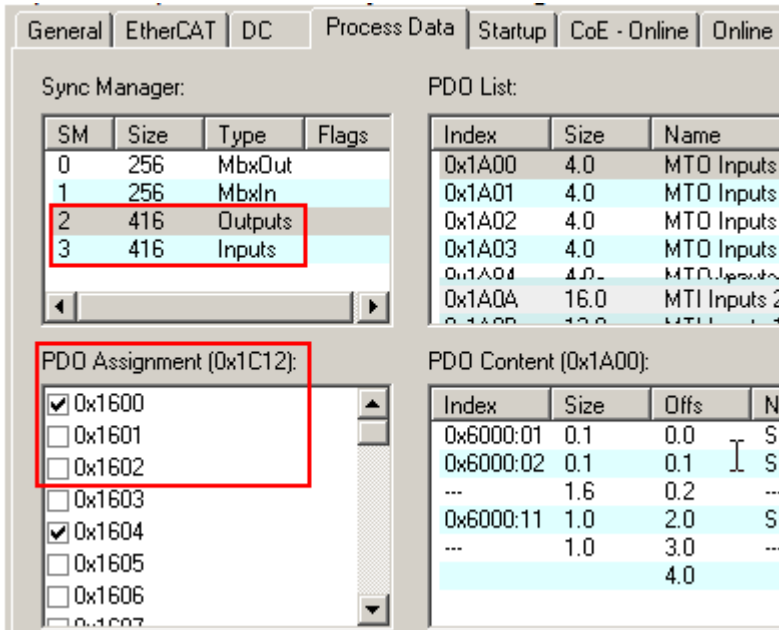 General EtherCAT DC Process Data Startup CoE - Online Online
Sync Manager:
SM Size Type Flags
0 256 MbxOut
1 256 MbxIn
2 416 Outputs
3 416 Inputs
PDO List:
Index Size Name
0x1A00 4.0 MTO Inputs
0x1A01 4.0 MTO Inputs
0x1A02 4.0 MTO Inputs
0x1A03 4.0 MTO Inputs
0x1A0A 16.0 MTI Inputs 2
PDO Assignment (0x1C12):
0x1600
0x1601
0x1602
0x1603
0x1604
0x1605
0x1606
PDO Content (0x1A00):
Index Size Offs N
0x6000:01 0.1 0.0 S
0x6000:02 0.1 0.1 S
--- 1.6 0.2 ---
0x6000:11 1.0 2.0 S
--- 1.0 3.0 ---
4.0